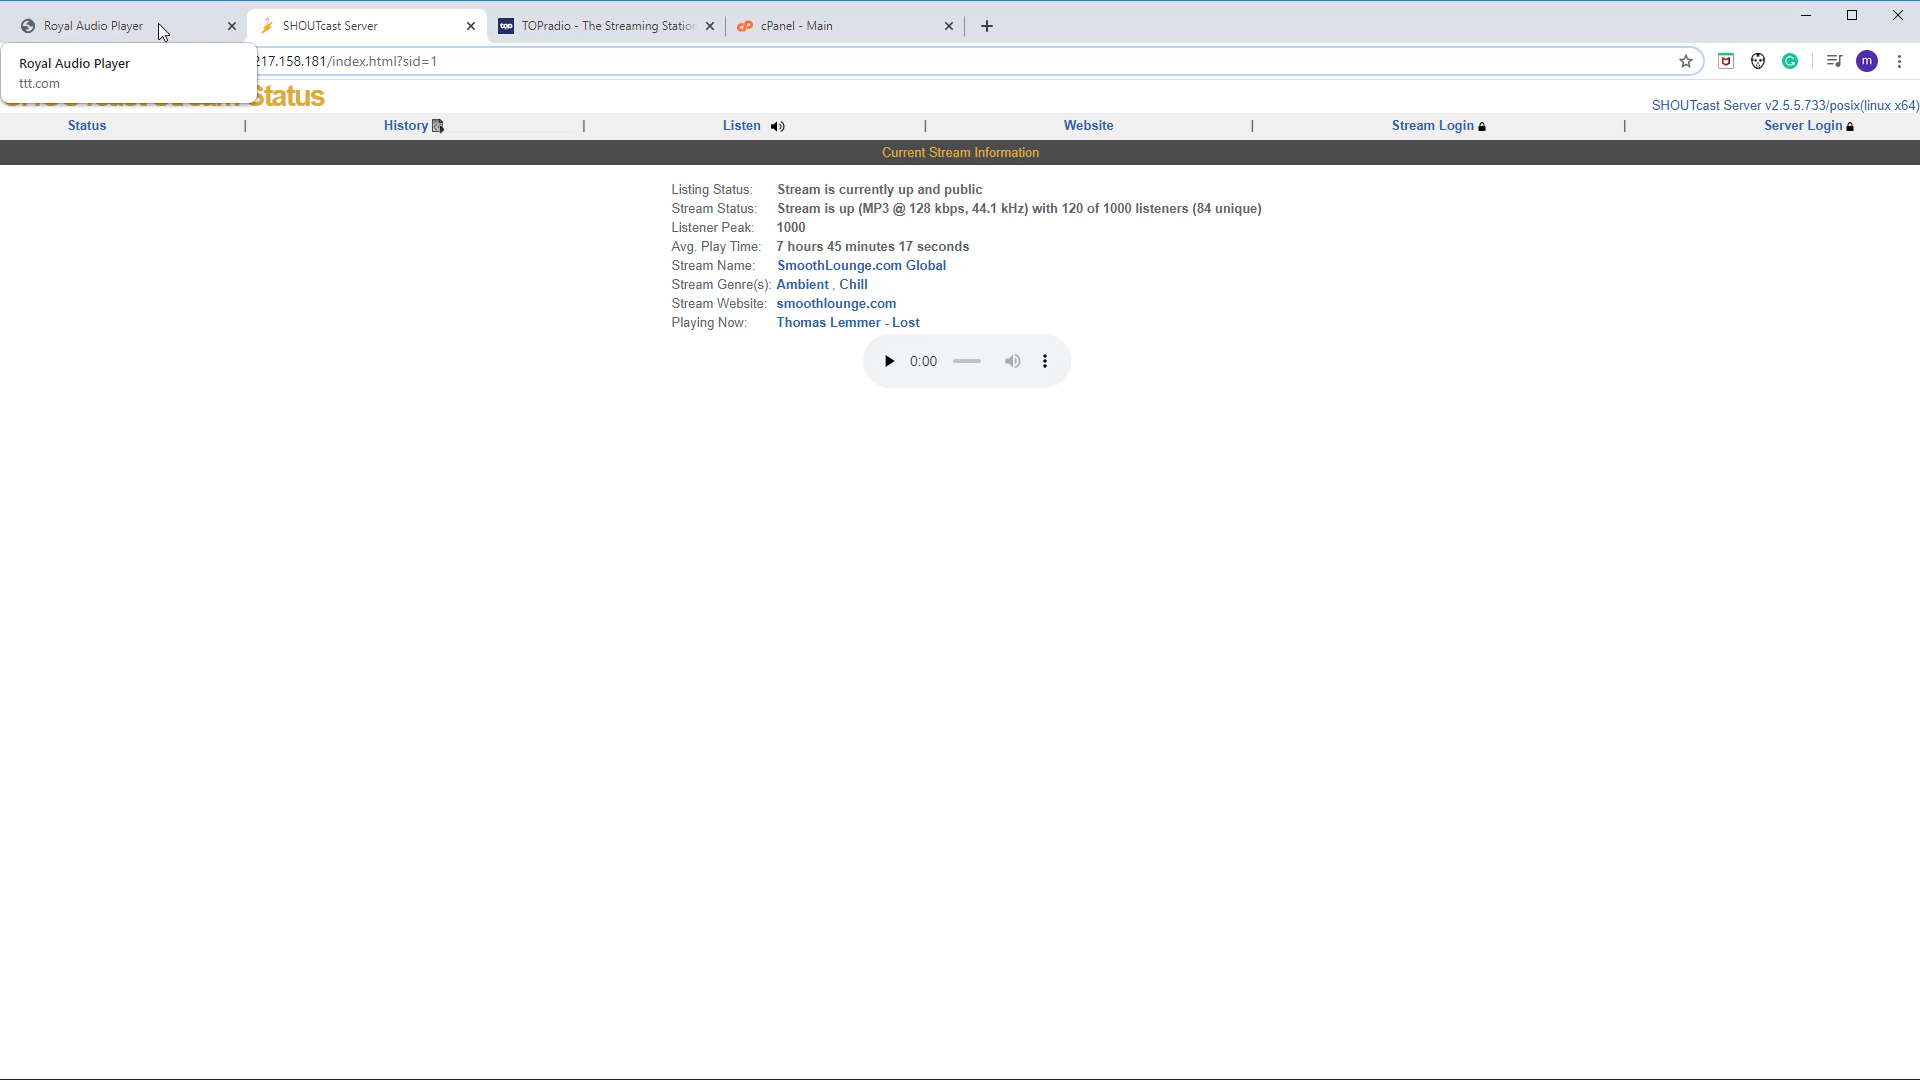 Royal Audio Player
SHOUTcast Server
TOPradio - The Streaming Station
cPanel - Main
Royal Audio Player
ttt.com
217.158.181/index.html?sid=1
m
Status
SHOUTcast Server v2.5.5.733/posix(linux x64)
Status | History | Listen | Website | Stream Login | Server Login
Current Stream Information
Listing Status: Stream is currently up and public
Stream Status: Stream is up (MP3 @ 128 kbps, 44.1 kHz) with 120 of 1000 listeners (84 unique)
Listener Peak: 1000
Avg. Play Time: 7 hours 45 minutes 17 seconds
Stream Name: SmoothLounge.com Global
Stream Genre(s): Ambient , Chill
Stream Website: smoothlounge.com
Playing Now: Thomas Lemmer - Lost
0:00